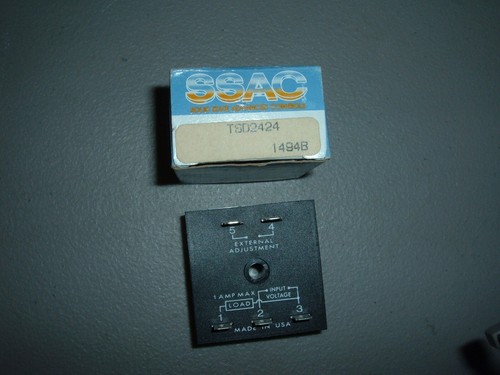 SSAC
TSD2424
1494B
5 4
EXTERNAL
ADJUSTMENT
1 AMP MAX
INPUT
LOAD VOLTAGE
1 2 3
MADE IN USA